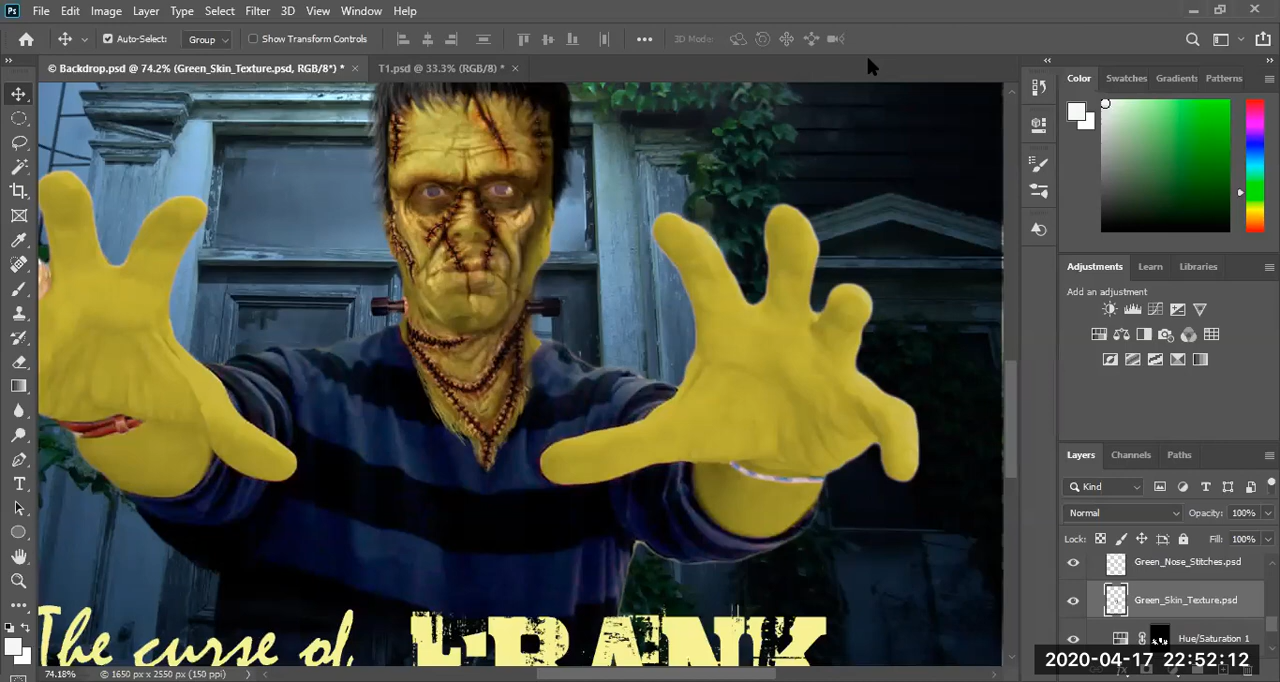 Ps File Edit Image Layer Type Select Filter 3D View Window Help
Auto-Select: Group Show Transform Controls 3D Mode
© Backdrop.psd @ 74.2% (Green_Skin_Texture.psd, RGB/8*) * T1.psd @ 33.3% (RGB/8) *
Color Swatches Gradients Patterns
Adjustments Learn Libraries
Add an adjustment
Layers Channels Paths
Kind
Normal Opacity: 100%
Lock: Fill: 100%
Green_Nose_Stitches.psd
Green_Skin_Texture.psd
Hue/Saturation 1
The curse of FRANK
2020-04-17 22:52:12
74.18% © 1650 px x 2550 px (150 ppi)